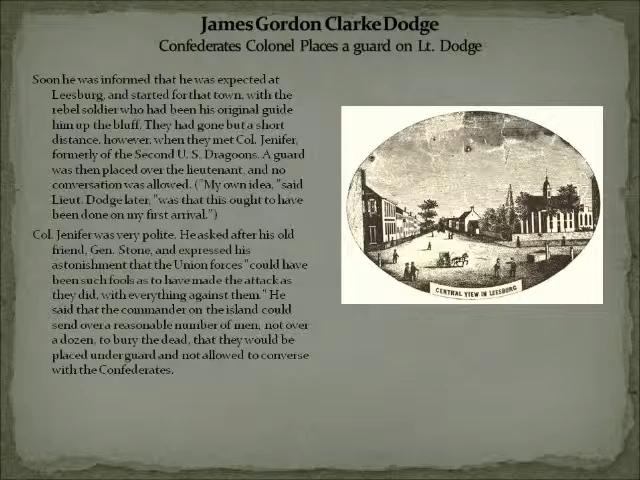 James Gordon Clarke Dodge
Confederates Colonel Places a guard on Lt. Dodge
Soon he was informed that he was expected at
Leesburg, and started for that town, with the
rebel soldier who had been his original guide
him up the bluff. They had gone but a short
distance, however, when they met Col. Jenifer,
formerly of the Second U. S. Dragoons. A guard
was then placed over the lieutenant, and no
conversation was allowed. ("My own idea, "said
Lieut. Dodge later, "was that this ought to have
been done on my first arrival.")
Col. Jenifer was very polite. He asked after his old
friend, Gen. Stone, and expressed his
astonishment that the Union forces "could have
been such fools as to have made the attack as
they did, with everything against them." He
said that the commander on the island could
send over a reasonable number of men, not over
a dozen, to bury the dead, that they would be
placed under guard and not allowed to converse
with the Confederates.
CENTRAL VIEW IN LEESBURG